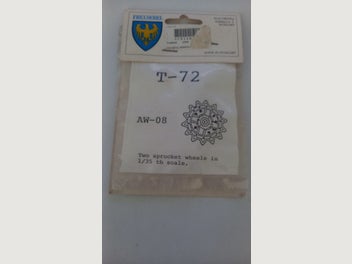 FRIULMODEL
T-72
AW-08
Two sprocket wheels in
1/35 th scale.